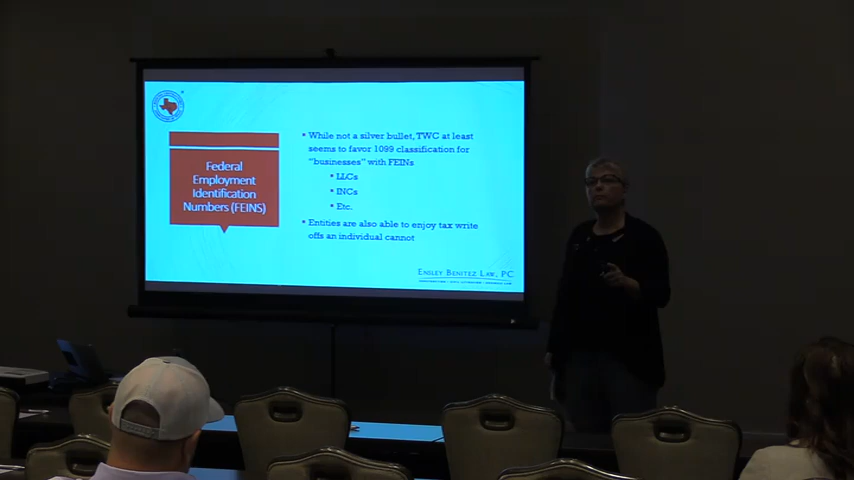 Federal
Employment
Identification
Numbers (FEINS)
While not a silver bullet, TWC at least
seems to favor 1099 classification for
"businesses" with FEINs
LLCs
INCs
Etc.
Entities are also able to enjoy tax write
offs an individual cannot
Ensley Benitez Law, PC